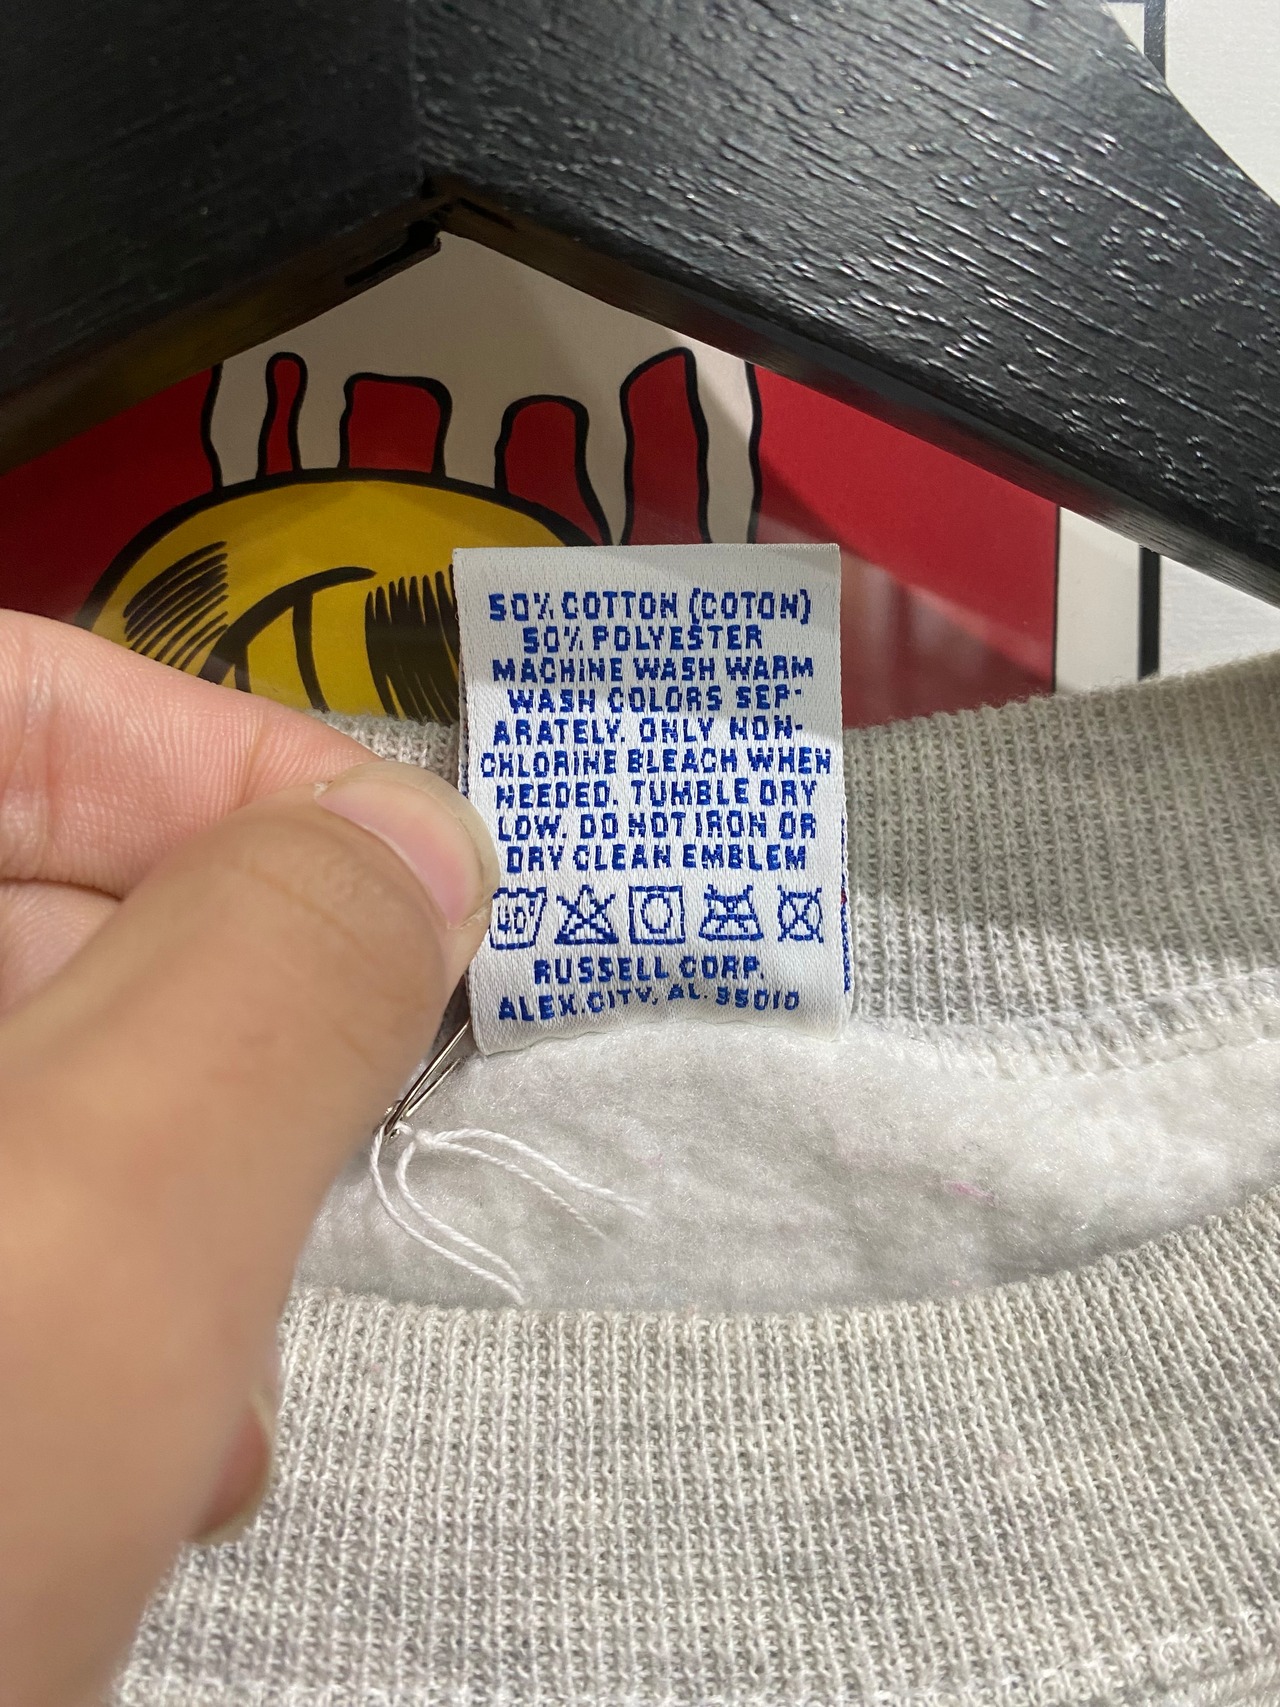 50% COTTON (COTON)
50% POLYESTER
MACHINE WASH WARM
WASH COLORS SEP-
ARATELY. ONLY NON-
CHLORINE BLEACH WHEN
NEEDED. TUMBLE DRY
LOW. DO NOT IRON OR
DRY CLEAN EMBLEM
40°
RUSSELL CORP.
ALEX.CITY, AL. 35010